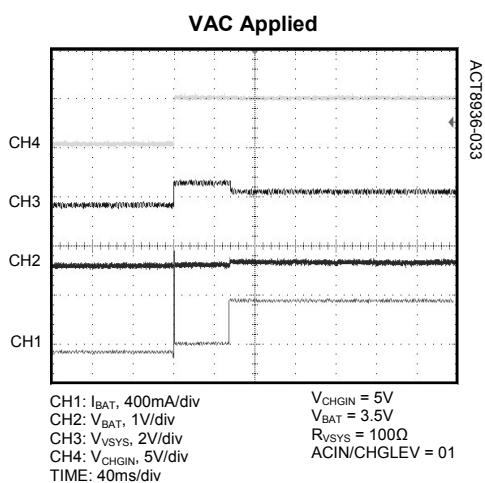 VAC Applied
ACT8936-033
CH4
CH3
CH2
CH1
CH1: IBAT, 400mA/div
CH2: VBAT, 1V/div
CH3: VVSYS, 2V/div
CH4: VCHGIN, 5V/div
TIME: 40ms/div
VCHGIN = 5V
VBAT = 3.5V
RVSYS = 100Ω
ACIN/CHGLEV = 01